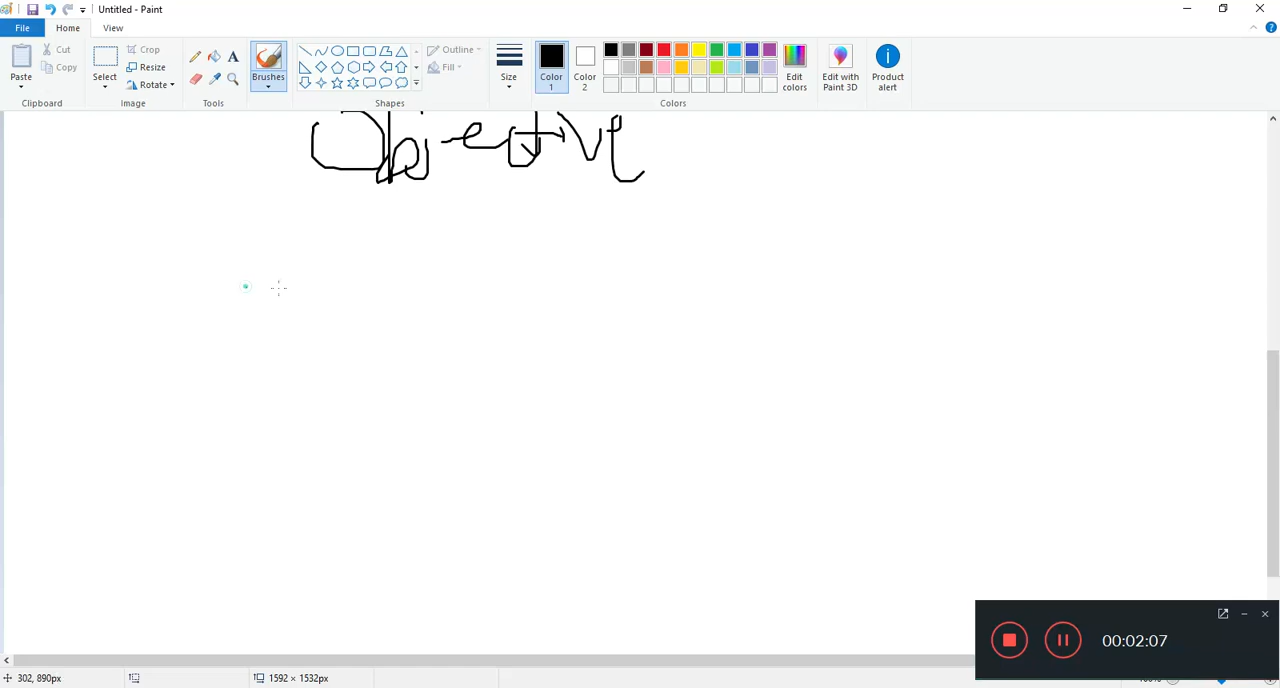 Untitled - Paint
File Home View
Cut
Copy
Paste
Clipboard
Select
Crop
Resize
Rotate
Image
A
Tools
Brushes
Outline
Fill
Shapes
Size
Color 1
Color 2
Edit colors
Colors
Edit with Paint 3D
Product alert
Objective
302, 890px
1592 × 1532px
00:02:07